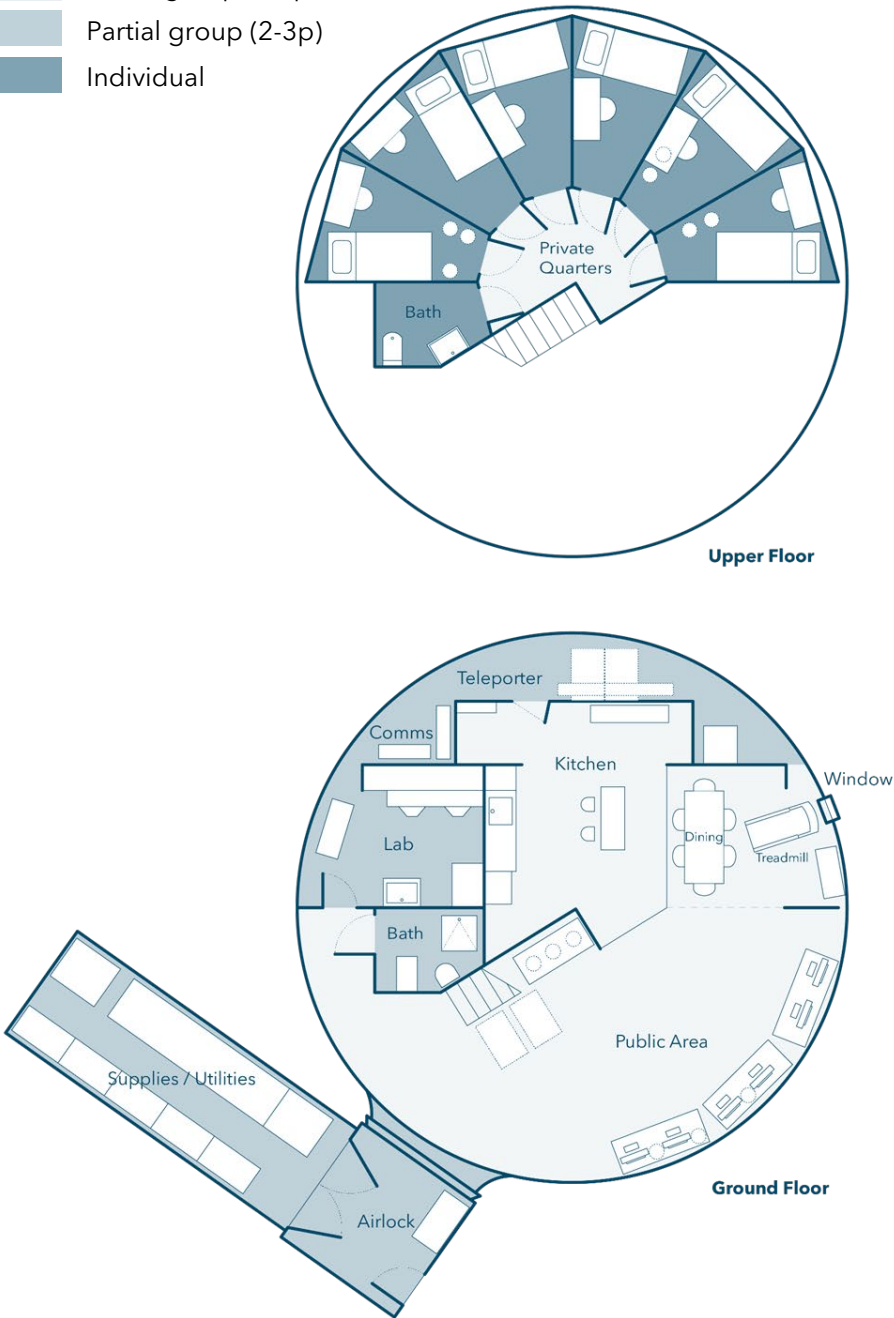 Partial group (2-3p)
Individual
Private
Quarters
Bath
Upper Floor
Teleporter
Comms
Kitchen
Window
Dining
Treadmill
Lab
Bath
Public Area
Supplies / Utilities
Ground Floor
Airlock